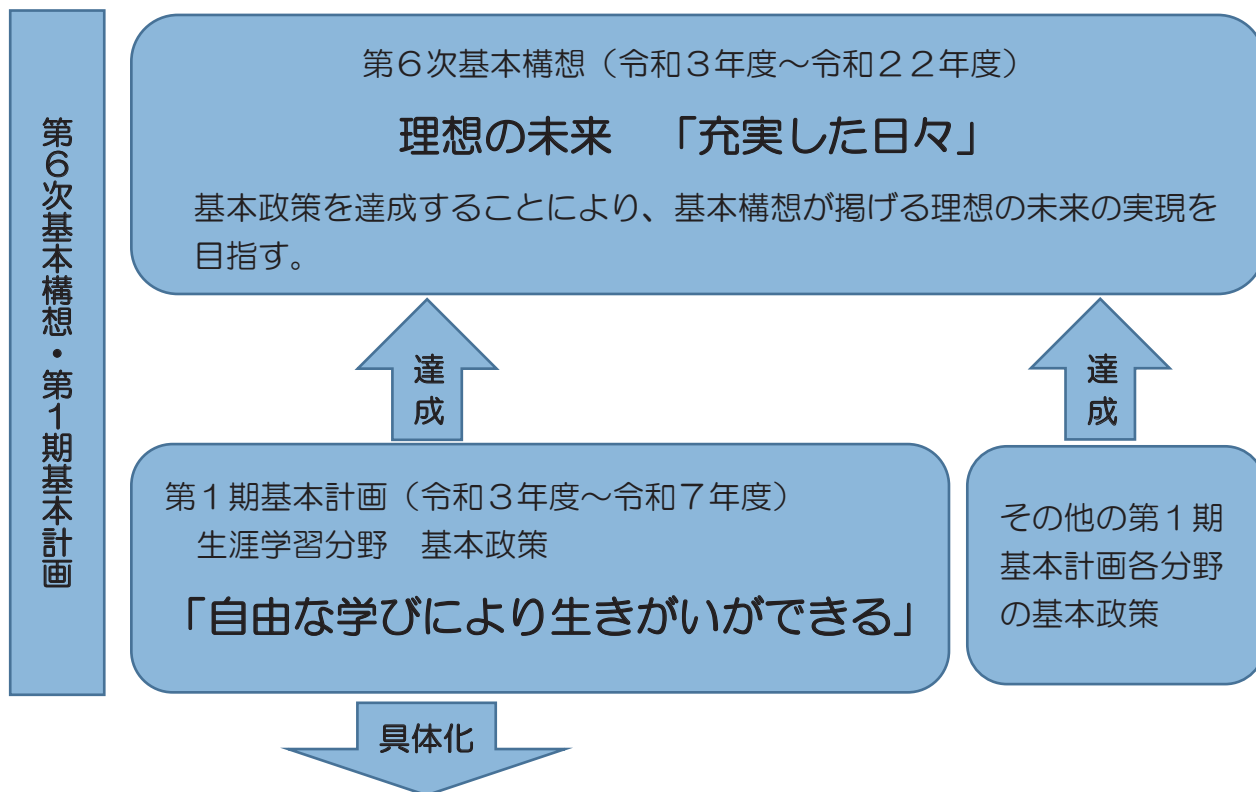 第６次基本構想・第１期基本計画
第６次基本構想（令和３年度～令和２２年度）
理想の未来　「充実した日々」
基本政策を達成することにより、基本構想が掲げる理想の未来の実現を
目指す。
達成
達成
第１期基本計画（令和３年度～令和７年度）
生涯学習分野　基本政策
「自由な学びにより生きがいができる」
その他の第１期
基本計画各分野
の基本政策
具体化